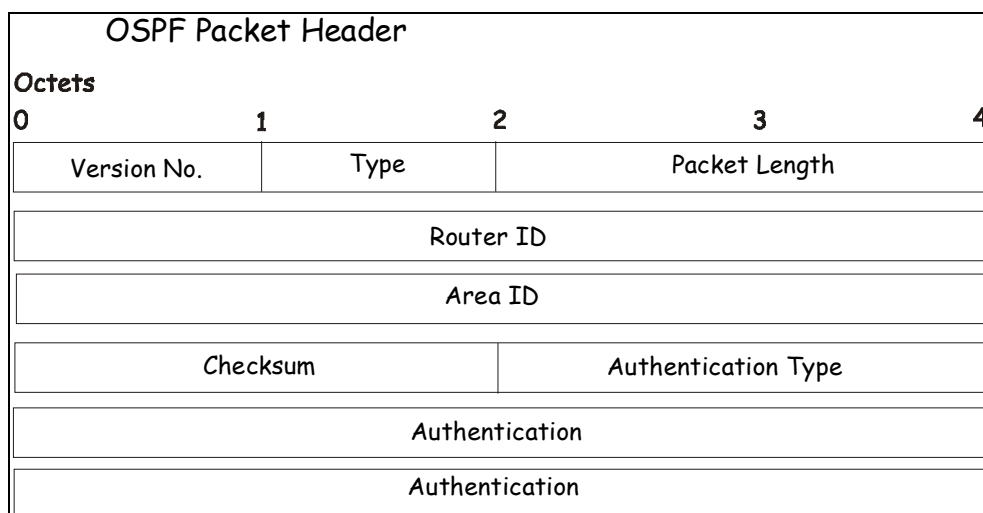 OSPF Packet Header
Octets
0 1 2 3 4
Version No. Type Packet Length
Router ID
Area ID
Checksum Authentication Type
Authentication
Authentication